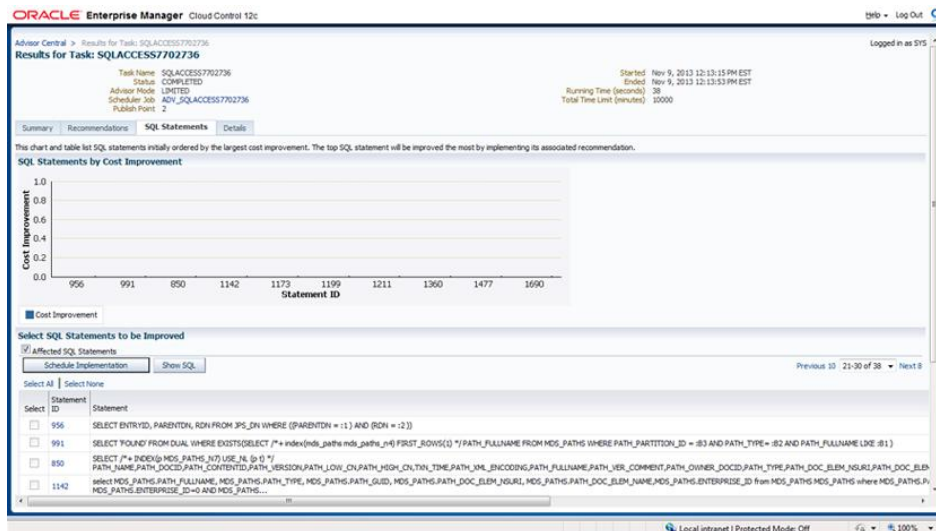 ORACLE Enterprise Manager Cloud Control 12c
Help Log Out
Advisor Central > Results for Task: SQLACCESS7702736
Logged in as SYS
Results for Task: SQLACCESS7702736
Task Name SQLACCESS7702736
Status COMPLETED
Advisor Mode LIMITED
Scheduler Job ADV_SQLACCESS7702736
Publish Point 2
Started Nov 9, 2013 12:13:15 PM EST
Ended Nov 9, 2013 12:13:53 PM EST
Running Time (seconds) 38
Total Time Limit (minutes) 10000
Summary Recommendations SQL Statements Details
This chart and table list SQL statements initially ordered by the largest cost improvement. The top SQL statement will be improved the most by implementing its associated recommendation.
SQL Statements by Cost Improvement
Cost Improvement
1.0
0.8
0.6
0.4
0.2
0.0
956 991 850 1142 1173 1199 1211 1360 1477 1690
Statement ID
Cost Improvement
Select SQL Statements to be Improved
Affected SQL Statements
Schedule Implementation Show SQL
Previous 10 21-30 of 38 Next 8
Select All | Select None
Select Statement ID Statement
956 SELECT ENTRYID, PARENTDN, RDN FROM JPS_DN WHERE ((PARENTDN = :1) AND (RDN = :2))
991 SELECT 'FOUND' FROM DUAL WHERE EXISTS(SELECT /*+ index(mds_paths mds_paths_n4) FIRST_ROWS(1) */ PATH_FULLNAME FROM MDS_PATHS WHERE PATH_PARTITION_ID = :B3 AND PATH_TYPE= :B2 AND PATH_FULLNAME LIKE :B1 )
850 SELECT /*+ INDEX(p MDS_PATHS_N7) USE_NL (p t) */
PATH_NAME,PATH_DOCID,PATH_CONTENTID,PATH_VERSION,PATH_LOW_CN,PATH_HIGH_CN,TXN_TIME,PATH_XML_ENCODING,PATH_FULLNAME,PATH_VER_COMMENT,PATH_OWNER_DOCID,PATH_TYPE,PATH_DOC_ELEM_NSURI,PATH_DOC_ELEM
1142 select MDS_PATHS.PATH_FULLNAME, MDS_PATHS.PATH_TYPE, MDS_PATHS.PATH_GUID, MDS_PATHS.PATH_DOC_ELEM_NSURI, MDS_PATHS.PATH_DOC_ELEM_NAME,MDS_PATHS.ENTERPRISE_ID from MDS_PATHS MDS_PATHS where MDS_PATHS.PA
MDS_PATHS.ENTERPRISE_ID=0 AND MDS_PATHS...
Local intranet | Protected Mode: Off
100%